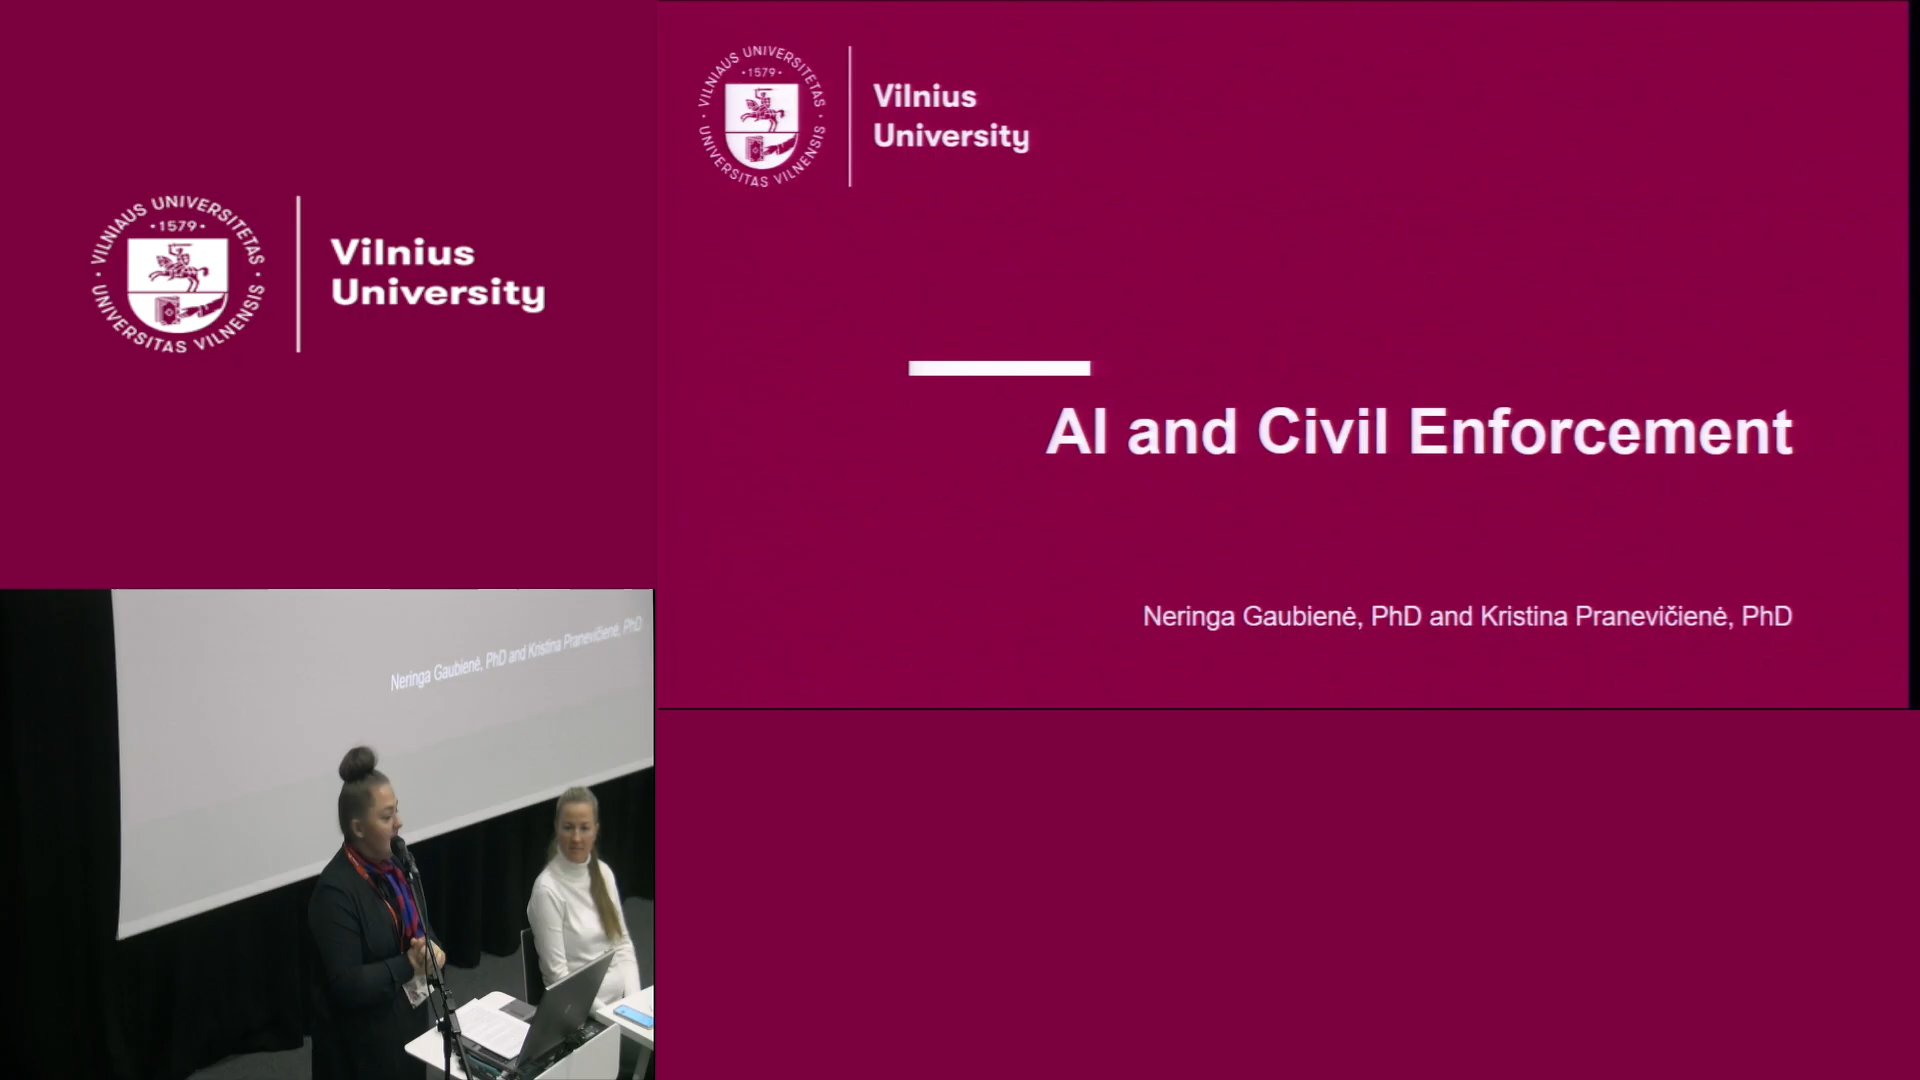 VILNIAUS UNIVERSITETAS
• 1579 •
UNIVERSITAS VILNENSIS
Vilnius
University
VILNIAUS UNIVERSITETAS
• 1579 •
UNIVERSITAS VILNENSIS
Vilnius
University
AI and Civil Enforcement
Neringa Gaubienė, PhD and Kristina Pranevičienė, PhD
Neringa Gaubienė, PhD and Kristina Pranevičienė, PhD